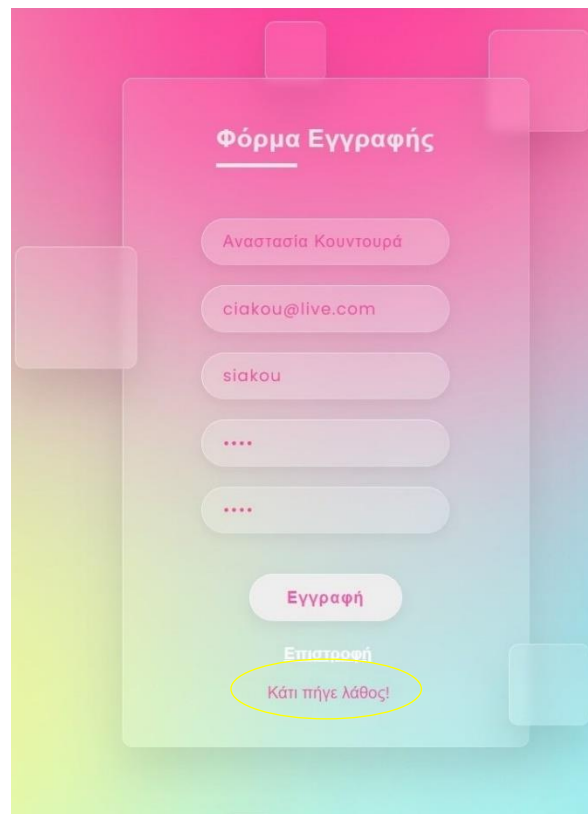 Φόρμα Εγγραφής
Αναστασία Κουντουρά
ciakou@live.com
siakou
••••
••••
Εγγραφή
Επιστροφή
Κάτι πήγε λάθος!